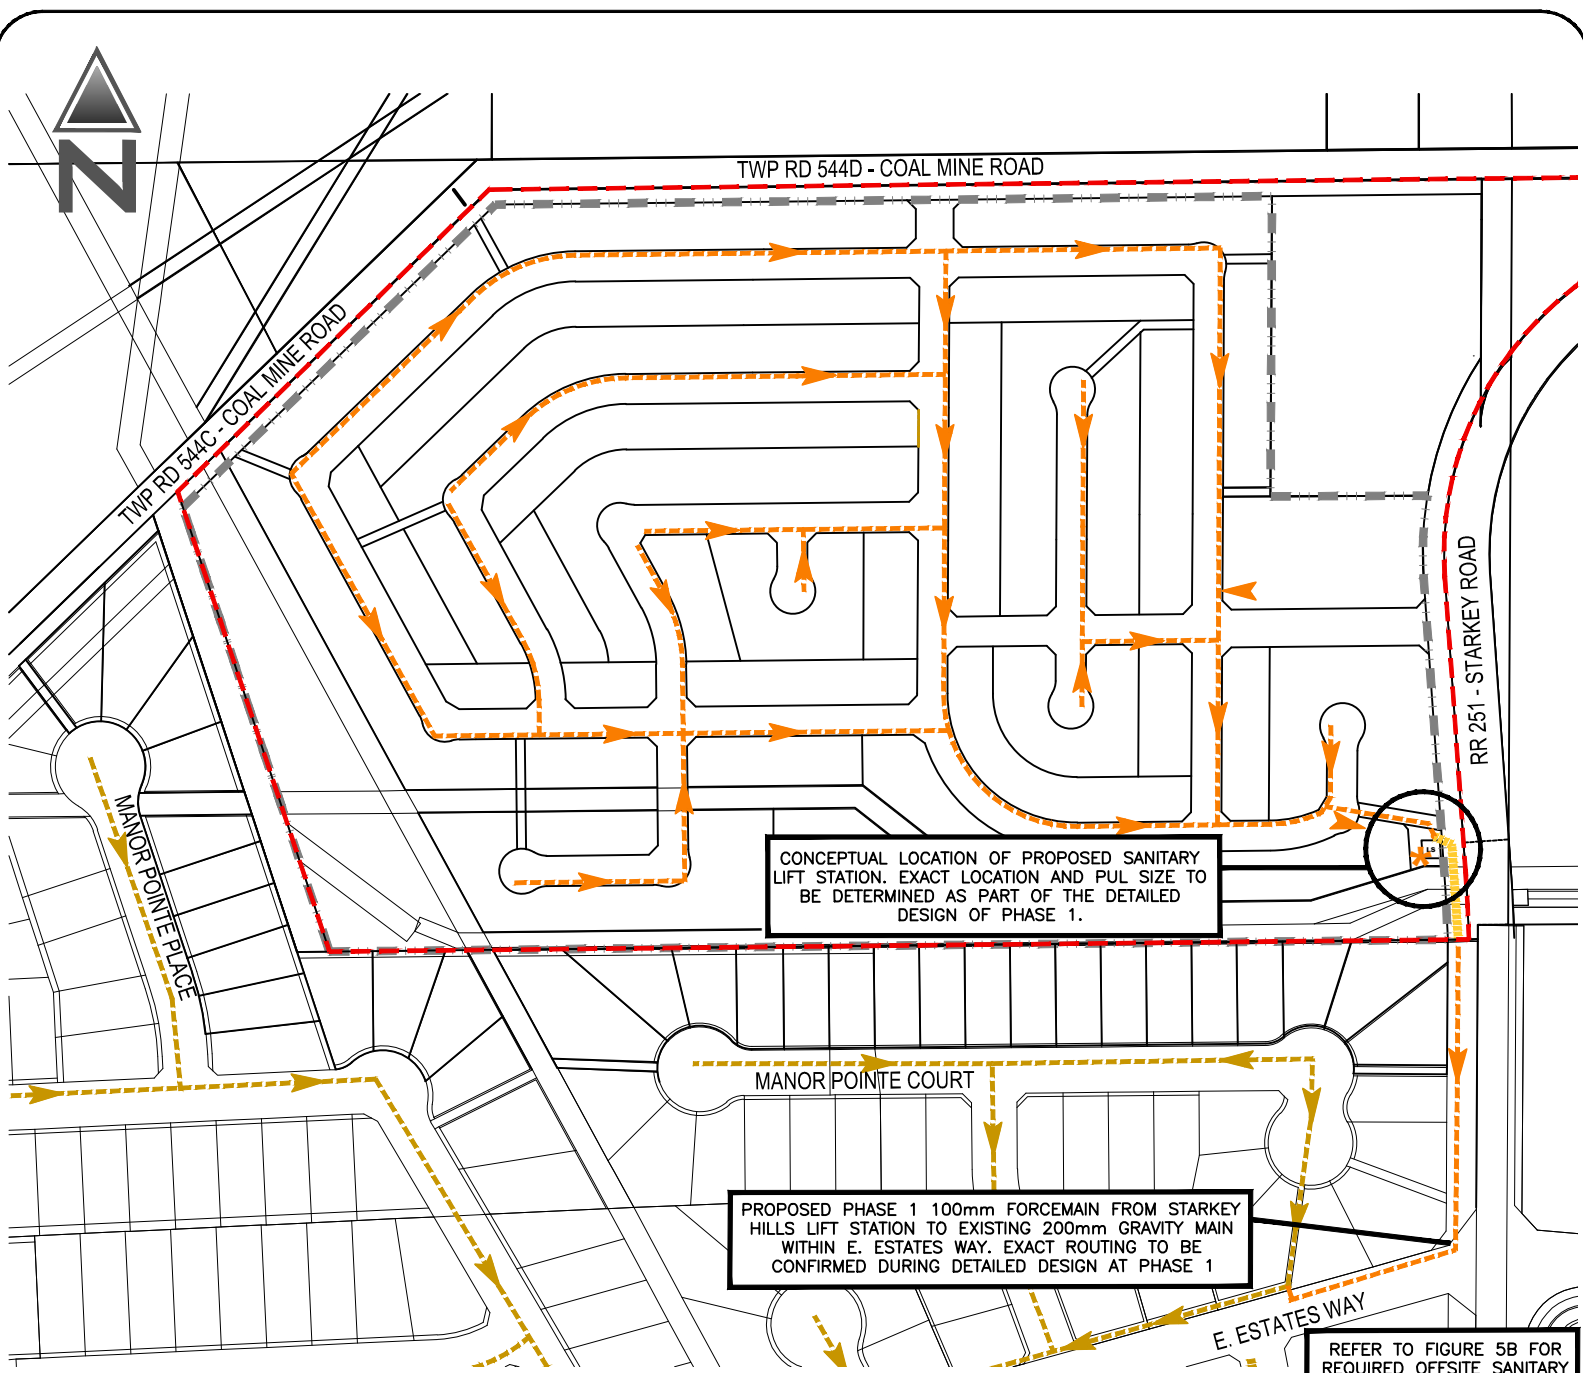 N
TWP RD 544D - COAL MINE ROAD
TWP RD 544C - COAL MINE ROAD
RR 251 - STARKEY ROAD
LS
CONCEPTUAL LOCATION OF PROPOSED SANITARY
LIFT STATION. EXACT LOCATION AND PUL SIZE TO
BE DETERMINED AS PART OF THE DETAILED
DESIGN OF PHASE 1.
MANOR POINTE PLACE
MANOR POINTE COURT
PROPOSED PHASE 1 100mm FORCEMAIN FROM STARKEY
HILLS LIFT STATION TO EXISTING 200mm GRAVITY MAIN
WITHIN E. ESTATES WAY. EXACT ROUTING TO BE
CONFIRMED DURING DETAILED DESIGN AT PHASE 1
E. ESTATES WAY
REFER TO FIGURE 5B FOR
REQUIRED OFFSITE SANITARY